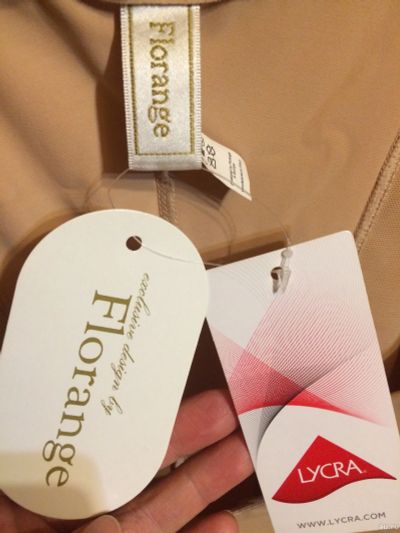 Florange
88
exclusive design by
Florange
LYCRA
WWW.LYCRA.COM